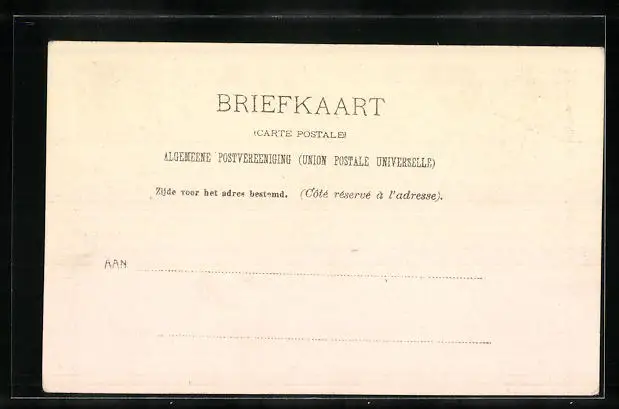 BRIEFKAART
(CARTE POSTALE)
ALGEMEENE POSTVEREENIGING (UNION POSTALE UNIVERSELLE)
Zijde voor het adres bestemd. (Côté réservé à l'adresse).
AAN